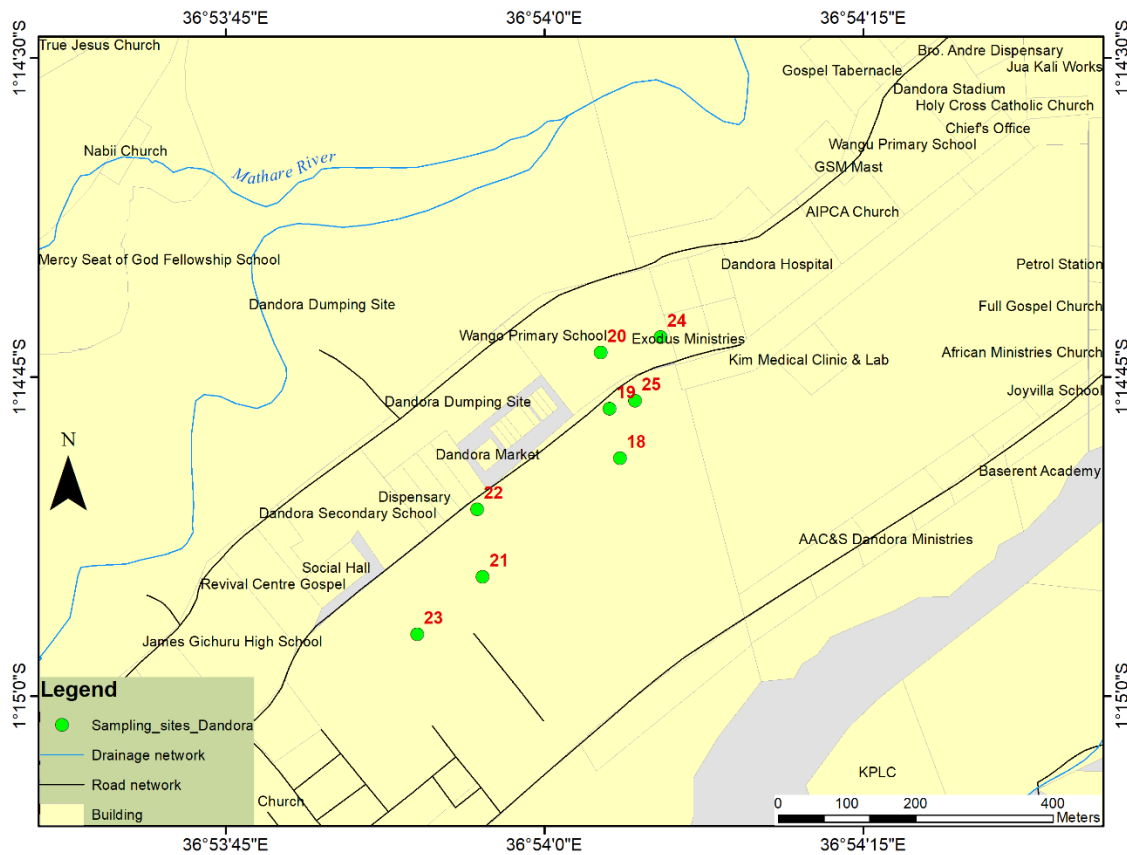 36°53'45"E
36°54'0"E
36°54'15"E
1°14'30"S
1°14'30"S
True Jesus Church
Bro. Andre Dispensary
Gospel Tabernacle
Jua Kali Works
Dandora Stadium
Holy Cross Catholic Church
Chief's Office
Nabii Church
Wangu Primary School
Mathare River
GSM Mast
AIPCA Church
Mercy Seat of God Fellowship School
Dandora Hospital
Petrol Station
Dandora Dumping Site
Full Gospel Church
24
Wango Primary School
20
Exodus Ministries
Kim Medical Clinic & Lab
African Ministries Church
1°14'45"S
1°14'45"S
25
Joyvilla School
Dandora Dumping Site
19
18
Dandora Market
Baserent Academy
N
22
Dispensary
Dandora Secondary School
AAC&S Dandora Ministries
21
Social Hall
Revival Centre Gospel
23
James Gichuru High School
1°15'0"S
1°15'0"S
Legend
Sampling_sites_Dandora
Drainage network
Road network
Building
KPLC
Church
0 100 200 400
Meters
36°53'45"E
36°54'0"E
36°54'15"E